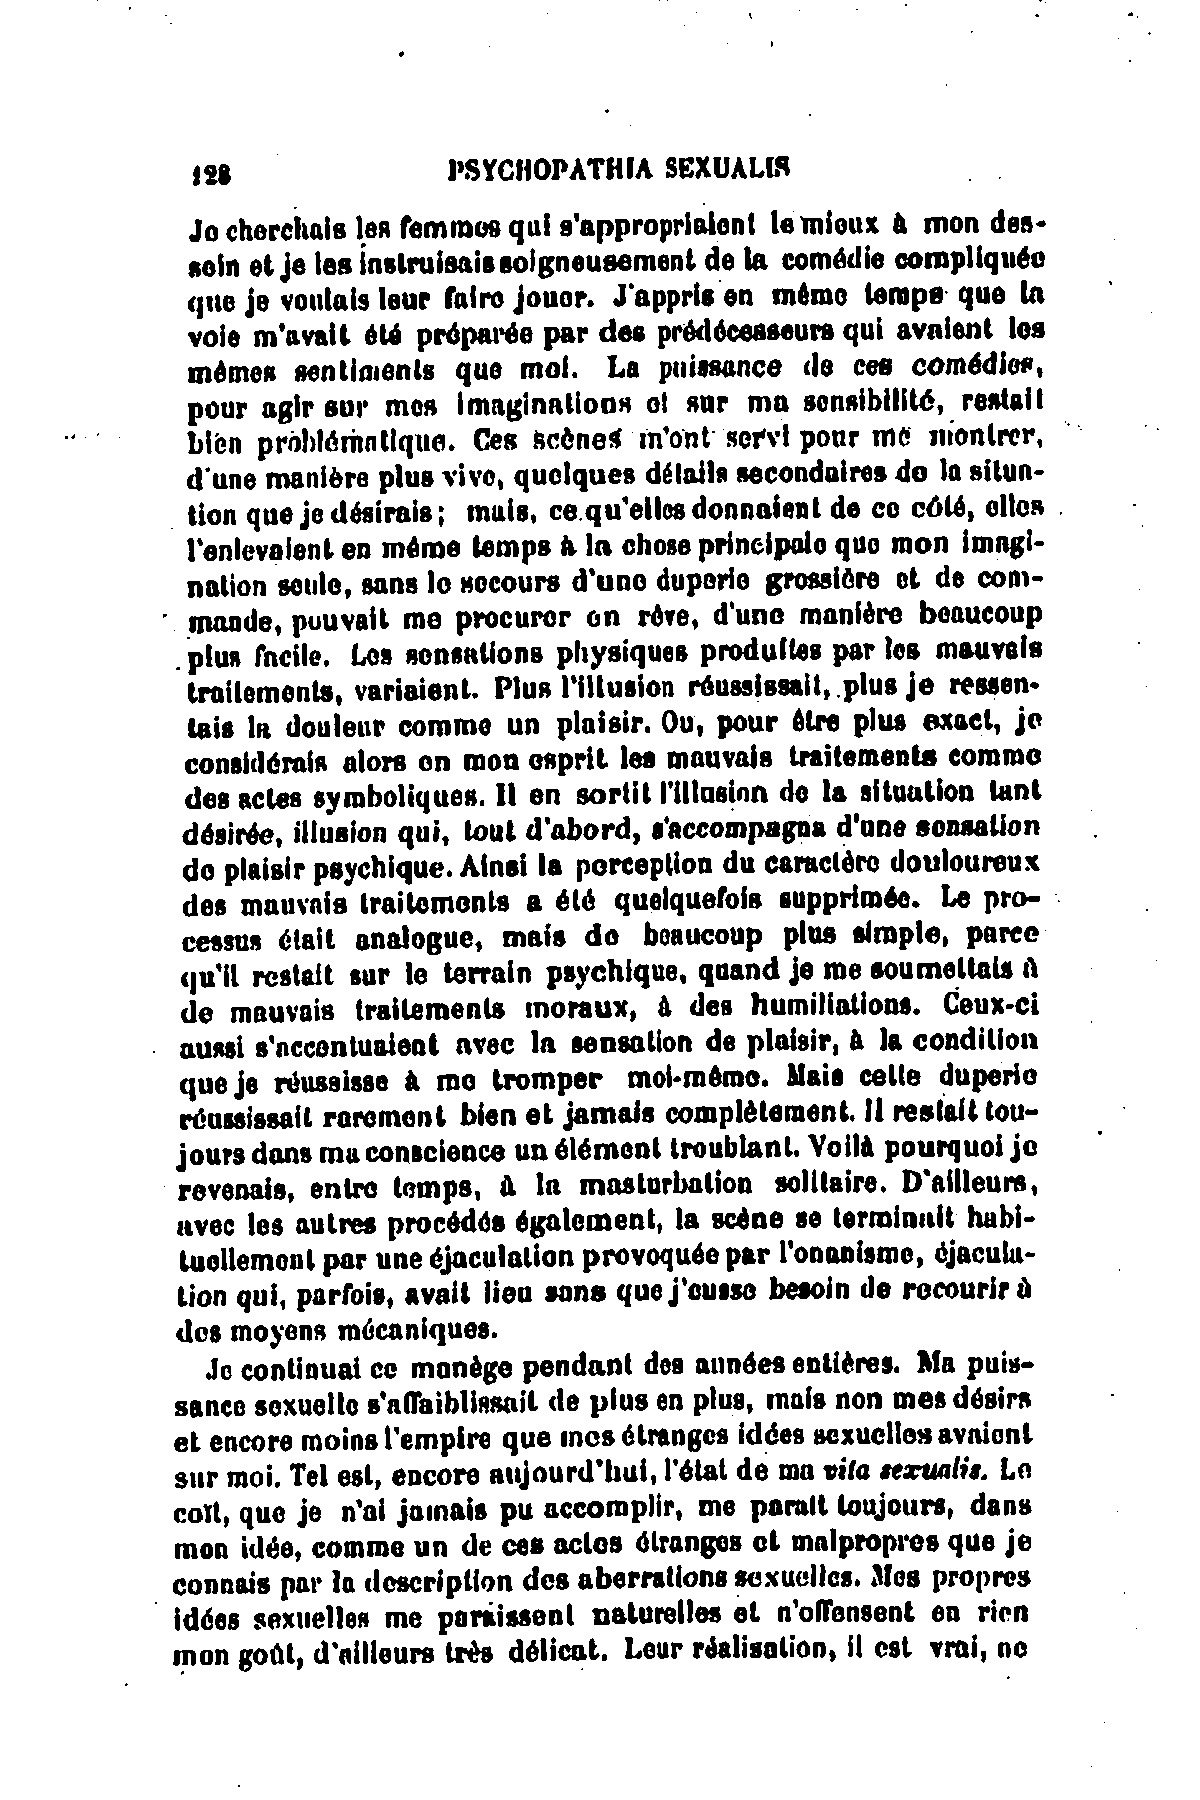 128 PSYCHOPATHIA SEXUALIS
Je cherchais les femmes qui s'appropriaient le mieux à mon des-
sein et je les instruisais soigneusement de la comédie compliquée
que je voulais leur faire jouer. J'appris en même temps que la
voie m'avait été préparée par des prédécesseurs qui avaient les
mêmes sentiments que moi. La puissance de ces comédies,
pour agir sur mes imaginations et sur ma sensibilité, restait
bien problématique. Ces scènes m'ont servi pour me montrer,
d'une manière plus vive, quelques détails secondaires de la situa-
tion que je désirais; mais, ce qu'elles donnaient de ce côté, elles
l'enlevaient en même temps à la chose principale que mon imagi-
nation seule, sans le secours d'une duperie grossière et de com-
mande, pouvait me procurer en rêve, d'une manière beaucoup
plus facile. Les sensations physiques produites par les mauvais
traitements, variaient. Plus l'illusion réussissait, plus je ressen-
tais la douleur comme un plaisir. Ou, pour être plus exact, je
considérais alors en mon esprit les mauvais traitements comme
des actes symboliques. Il en sortit l'illusion de la situation tant
désirée, illusion qui, tout d'abord, s'accompagna d'une sensation
de plaisir psychique. Ainsi la perception du caractère douloureux
des mauvais traitements a été quelquefois supprimée. Le pro-
cessus était analogue, mais de beaucoup plus simple, parce
qu'il restait sur le terrain psychique, quand je me soumettais à
de mauvais traitements moraux, à des humiliations. Ceux-ci
aussi s'accentuaient avec la sensation de plaisir, à la condition
que je réussisse à me tromper moi-même. Mais cette duperie
réussissait rarement bien et jamais complètement. Il restait tou-
jours dans ma conscience un élément troublant. Voilà pourquoi je
revenais, entre temps, à la masturbation solitaire. D'ailleurs,
avec les autres procédés également, la scène se terminait habi-
tuellement par une éjaculation provoquée par l'onanisme, éjacula-
tion qui, parfois, avait lieu sans que j'eusse besoin de recourir à
des moyens mécaniques.
Je continuai ce manège pendant des années entières. Ma puis-
sance sexuelle s'affaiblissait de plus en plus, mais non mes désirs
et encore moins l'empire que mes étranges idées sexuelles avaient
sur moi. Tel est, encore aujourd'hui, l'état de ma vita sexualis. Le
coït, que je n'ai jamais pu accomplir, me paraît toujours, dans
mon idée, comme un de ces actes étranges et malpropres que je
connais par la description des aberrations sexuelles. Mes propres
idées sexuelles me paraissent naturelles et n'offensent en rien
mon goût, d'ailleurs très délicat. Leur réalisation, il est vrai, ne